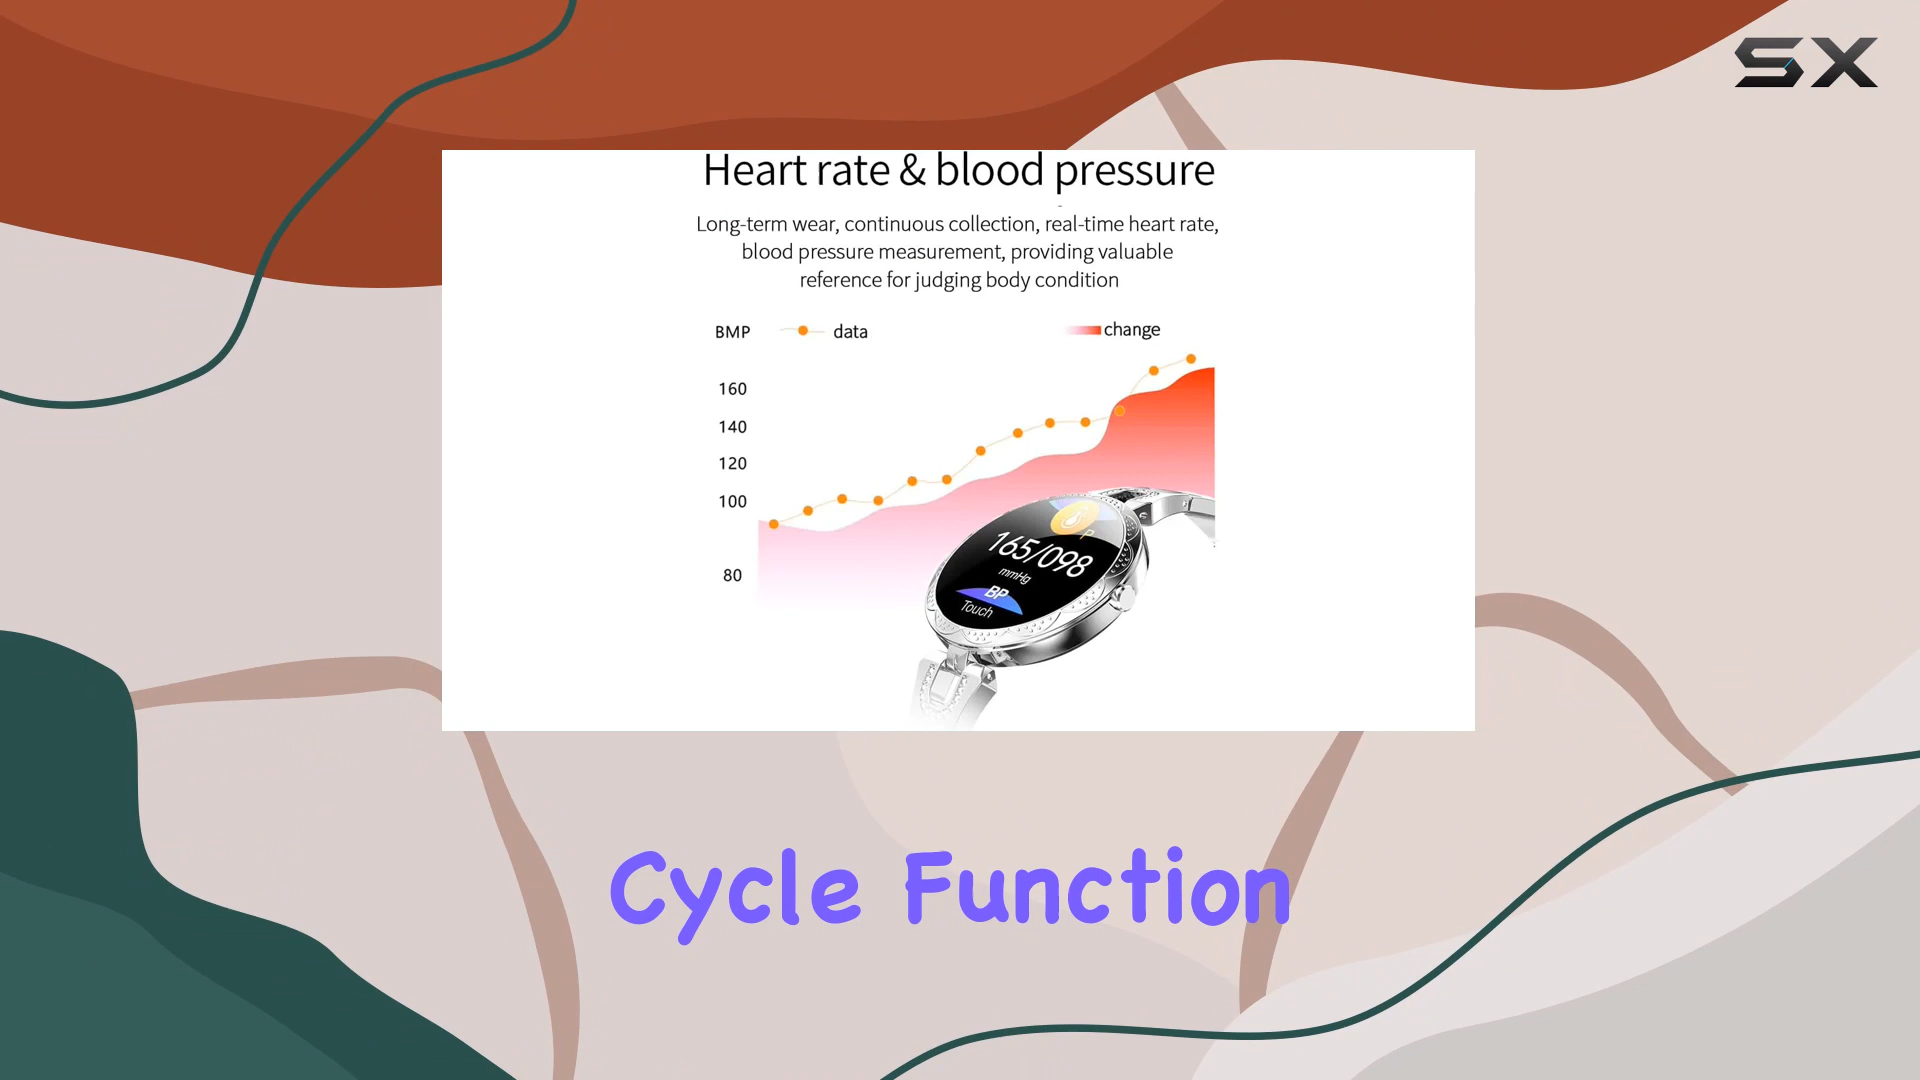 SX
Heart rate & blood pressure
Long-term wear, continuous collection, real-time heart rate,
blood pressure measurement, providing valuable
reference for judging body condition
BMP data change
160
140
120
100
80
165/098
mmHg
BP
Touch
Cycle Function